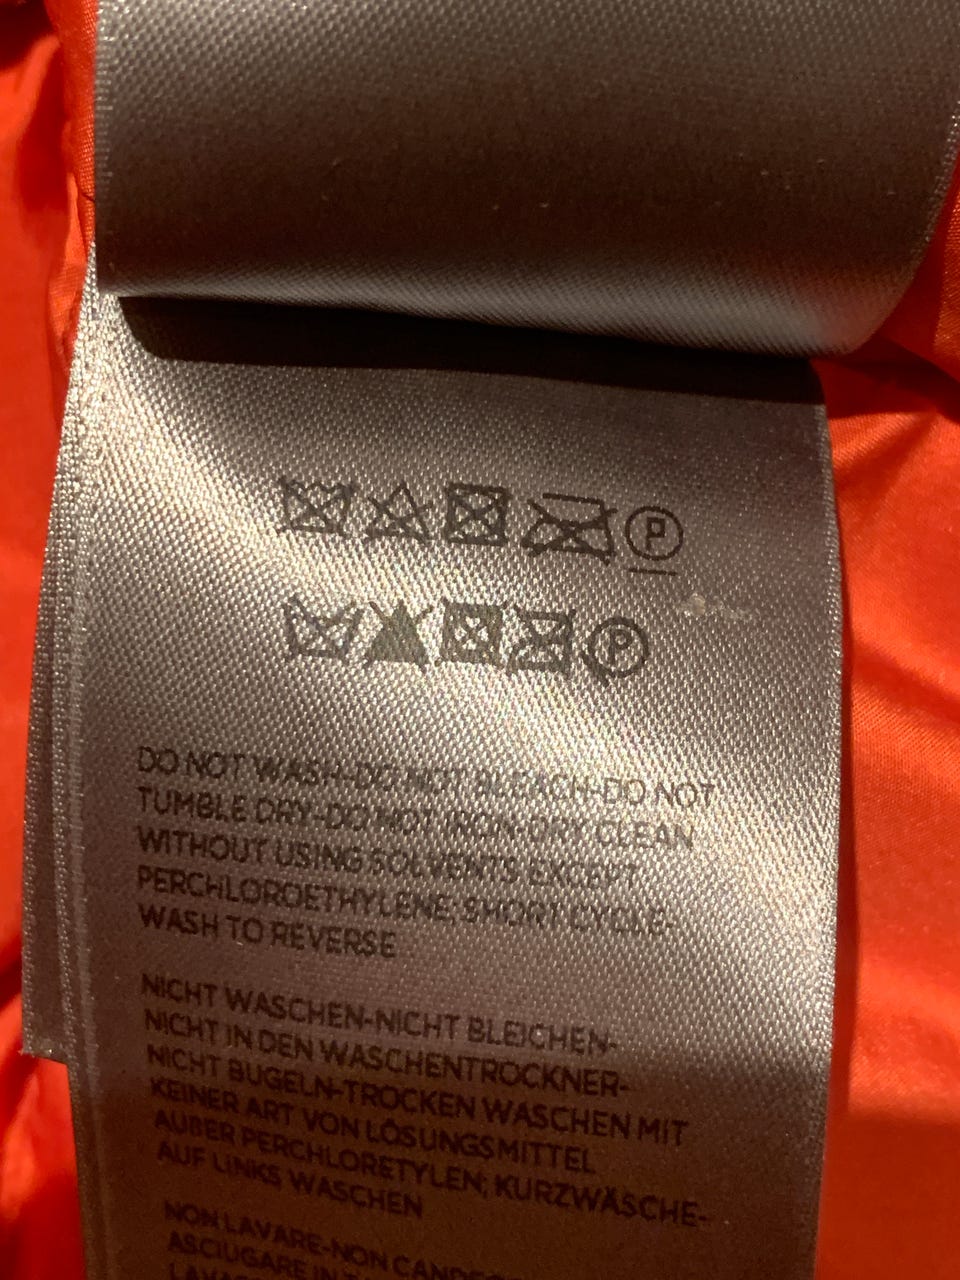 P
P
DO NOT WASH-DO NOT BLEACH-DO NOT
TUMBLE DRY-DO NOT IRON-DRY CLEAN
WITHOUT USING SOLVENTS EXCEPT
PERCHLOROETHYLENE; SHORT CYCLE-
WASH TO REVERSE
NICHT WASCHEN-NICHT BLEICHEN-
NICHT IN DEN WASCHENTROCKNER-
NICHT BUGELN-TROCKEN WASCHEN MIT
KEINER ART VON LÖSUNGSMITTEL
AUßER PERCHLORETYLEN; KURZWÄSCHE-
AUF LINKS WASCHEN
NON LAVARE-NON
ASCIUGARE IN